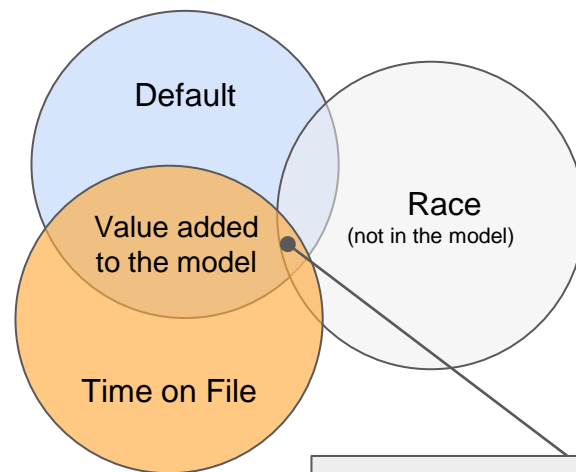 Default
Race
(not in the model)
Value added
to the model
Time on File